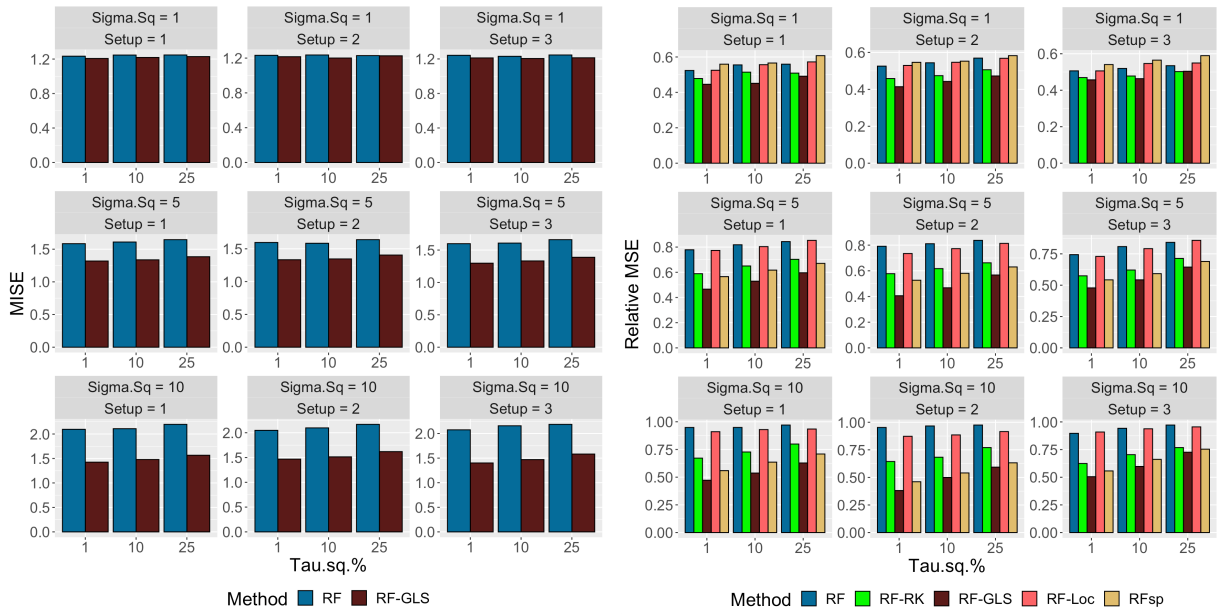 Sigma.Sq = 1
Sigma.Sq = 1
Sigma.Sq = 1
Setup = 1
Setup = 2
Setup = 3
1.2
0.8
0.4
0.0
1.2
0.8
0.4
0.0
1.2
0.8
0.4
0.0
1 10 25
1 10 25
1 10 25
Sigma.Sq = 5
Sigma.Sq = 5
Sigma.Sq = 5
Setup = 1
Setup = 2
Setup = 3
MISE
1.5
1.0
0.5
0.0
1.5
1.0
0.5
0.0
1.5
1.0
0.5
0.0
1 10 25
1 10 25
1 10 25
Sigma.Sq = 10
Sigma.Sq = 10
Sigma.Sq = 10
Setup = 1
Setup = 2
Setup = 3
2.0
1.5
1.0
0.5
0.0
2.0
1.5
1.0
0.5
0.0
2.0
1.5
1.0
0.5
0.0
1 10 25
1 10 25
1 10 25
Tau.sq.%
Method RF RF-GLS
Sigma.Sq = 1
Sigma.Sq = 1
Sigma.Sq = 1
Setup = 1
Setup = 2
Setup = 3
0.6
0.4
0.2
0.0
0.6
0.4
0.2
0.0
0.6
0.4
0.2
0.0
1 10 25
1 10 25
1 10 25
Sigma.Sq = 5
Sigma.Sq = 5
Sigma.Sq = 5
Setup = 1
Setup = 2
Setup = 3
Relative MSE
0.8
0.6
0.4
0.2
0.0
0.8
0.6
0.4
0.2
0.0
0.75
0.50
0.25
0.00
1 10 25
1 10 25
1 10 25
Sigma.Sq = 10
Sigma.Sq = 10
Sigma.Sq = 10
Setup = 1
Setup = 2
Setup = 3
1.00
0.75
0.50
0.25
0.00
1.00
0.75
0.50
0.25
0.00
1.00
0.75
0.50
0.25
0.00
1 10 25
1 10 25
1 10 25
Tau.sq.%
Method RF RF-RK RF-GLS RF-Loc RFsp